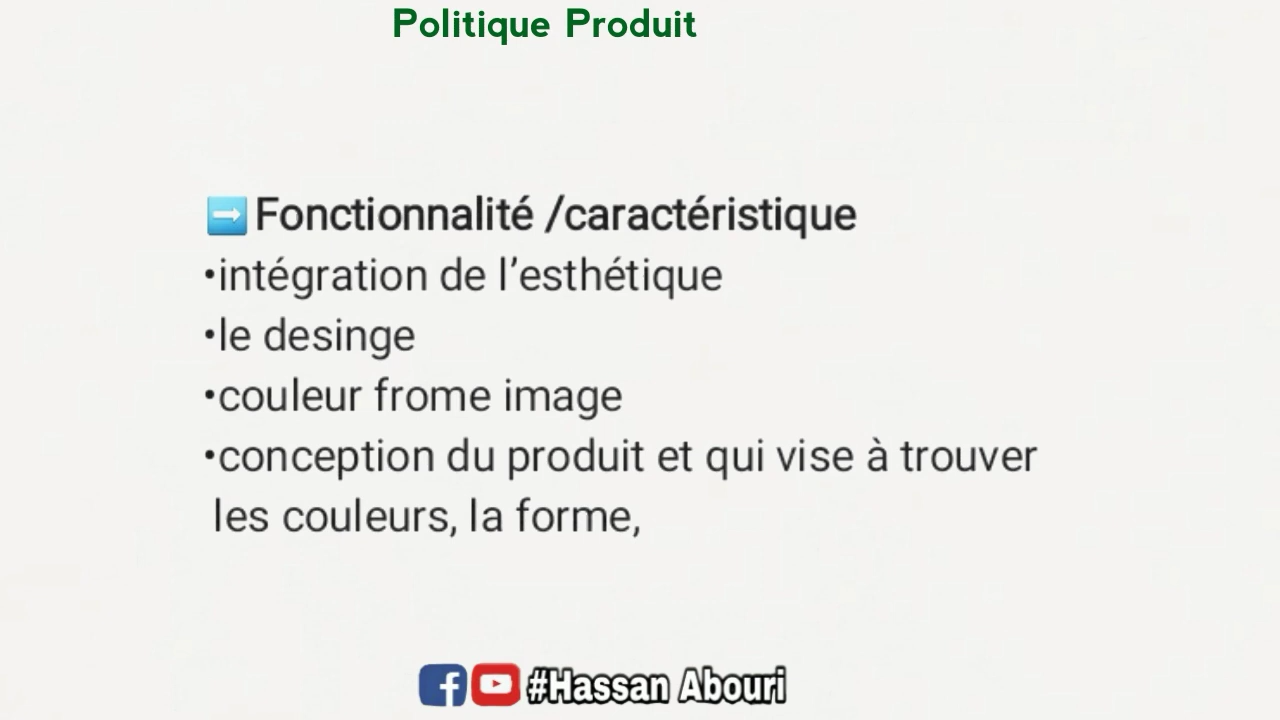 Politique Produit
➡️Fonctionnalité /caractéristique
•intégration de l’esthétique
•le desinge
•couleur frome image
•conception du produit et qui vise à trouver
les couleurs, la forme,
#Hassan Abouri